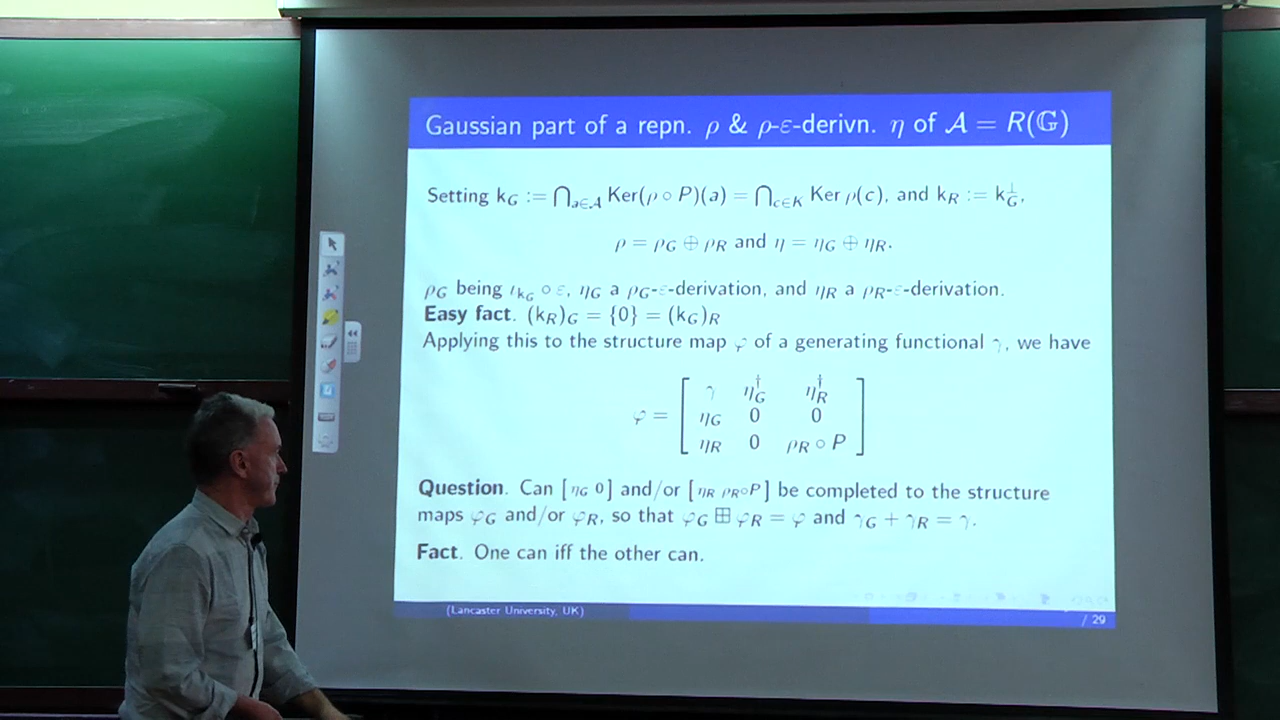 Gaussian part of a repn. ρ & ρ-ε-derivn. η of 𝒜 = R(𝔾)
Setting k_G := ⋂_{a∈𝒜} Ker(ρ ∘ P)(a) = ⋂_{c∈K} Ker ρ(c), and k_R := k_G^⊥,
ρ = ρ_G ⊕ ρ_R and η = η_G ⊕ η_R.
ρ_G being ι_{k_G} ∘ ε, η_G a ρ_G-ε-derivation, and η_R a ρ_R-ε-derivation.
Easy fact. (k_R)_G = {0} = (k_G)_R
Applying this to the structure map φ of a generating functional γ, we have
γ η_G^† η_R^†
φ = [ η_G 0 0 ]
η_R 0 ρ_R ∘ P
Question. Can [ η_G 0 ] and/or [ η_R ρ_R∘P ] be completed to the structure
maps φ_G and/or φ_R, so that φ_G ⊞ φ_R = φ and γ_G + γ_R = γ.
Fact. One can iff the other can.
(Lancaster University, UK)
/ 29